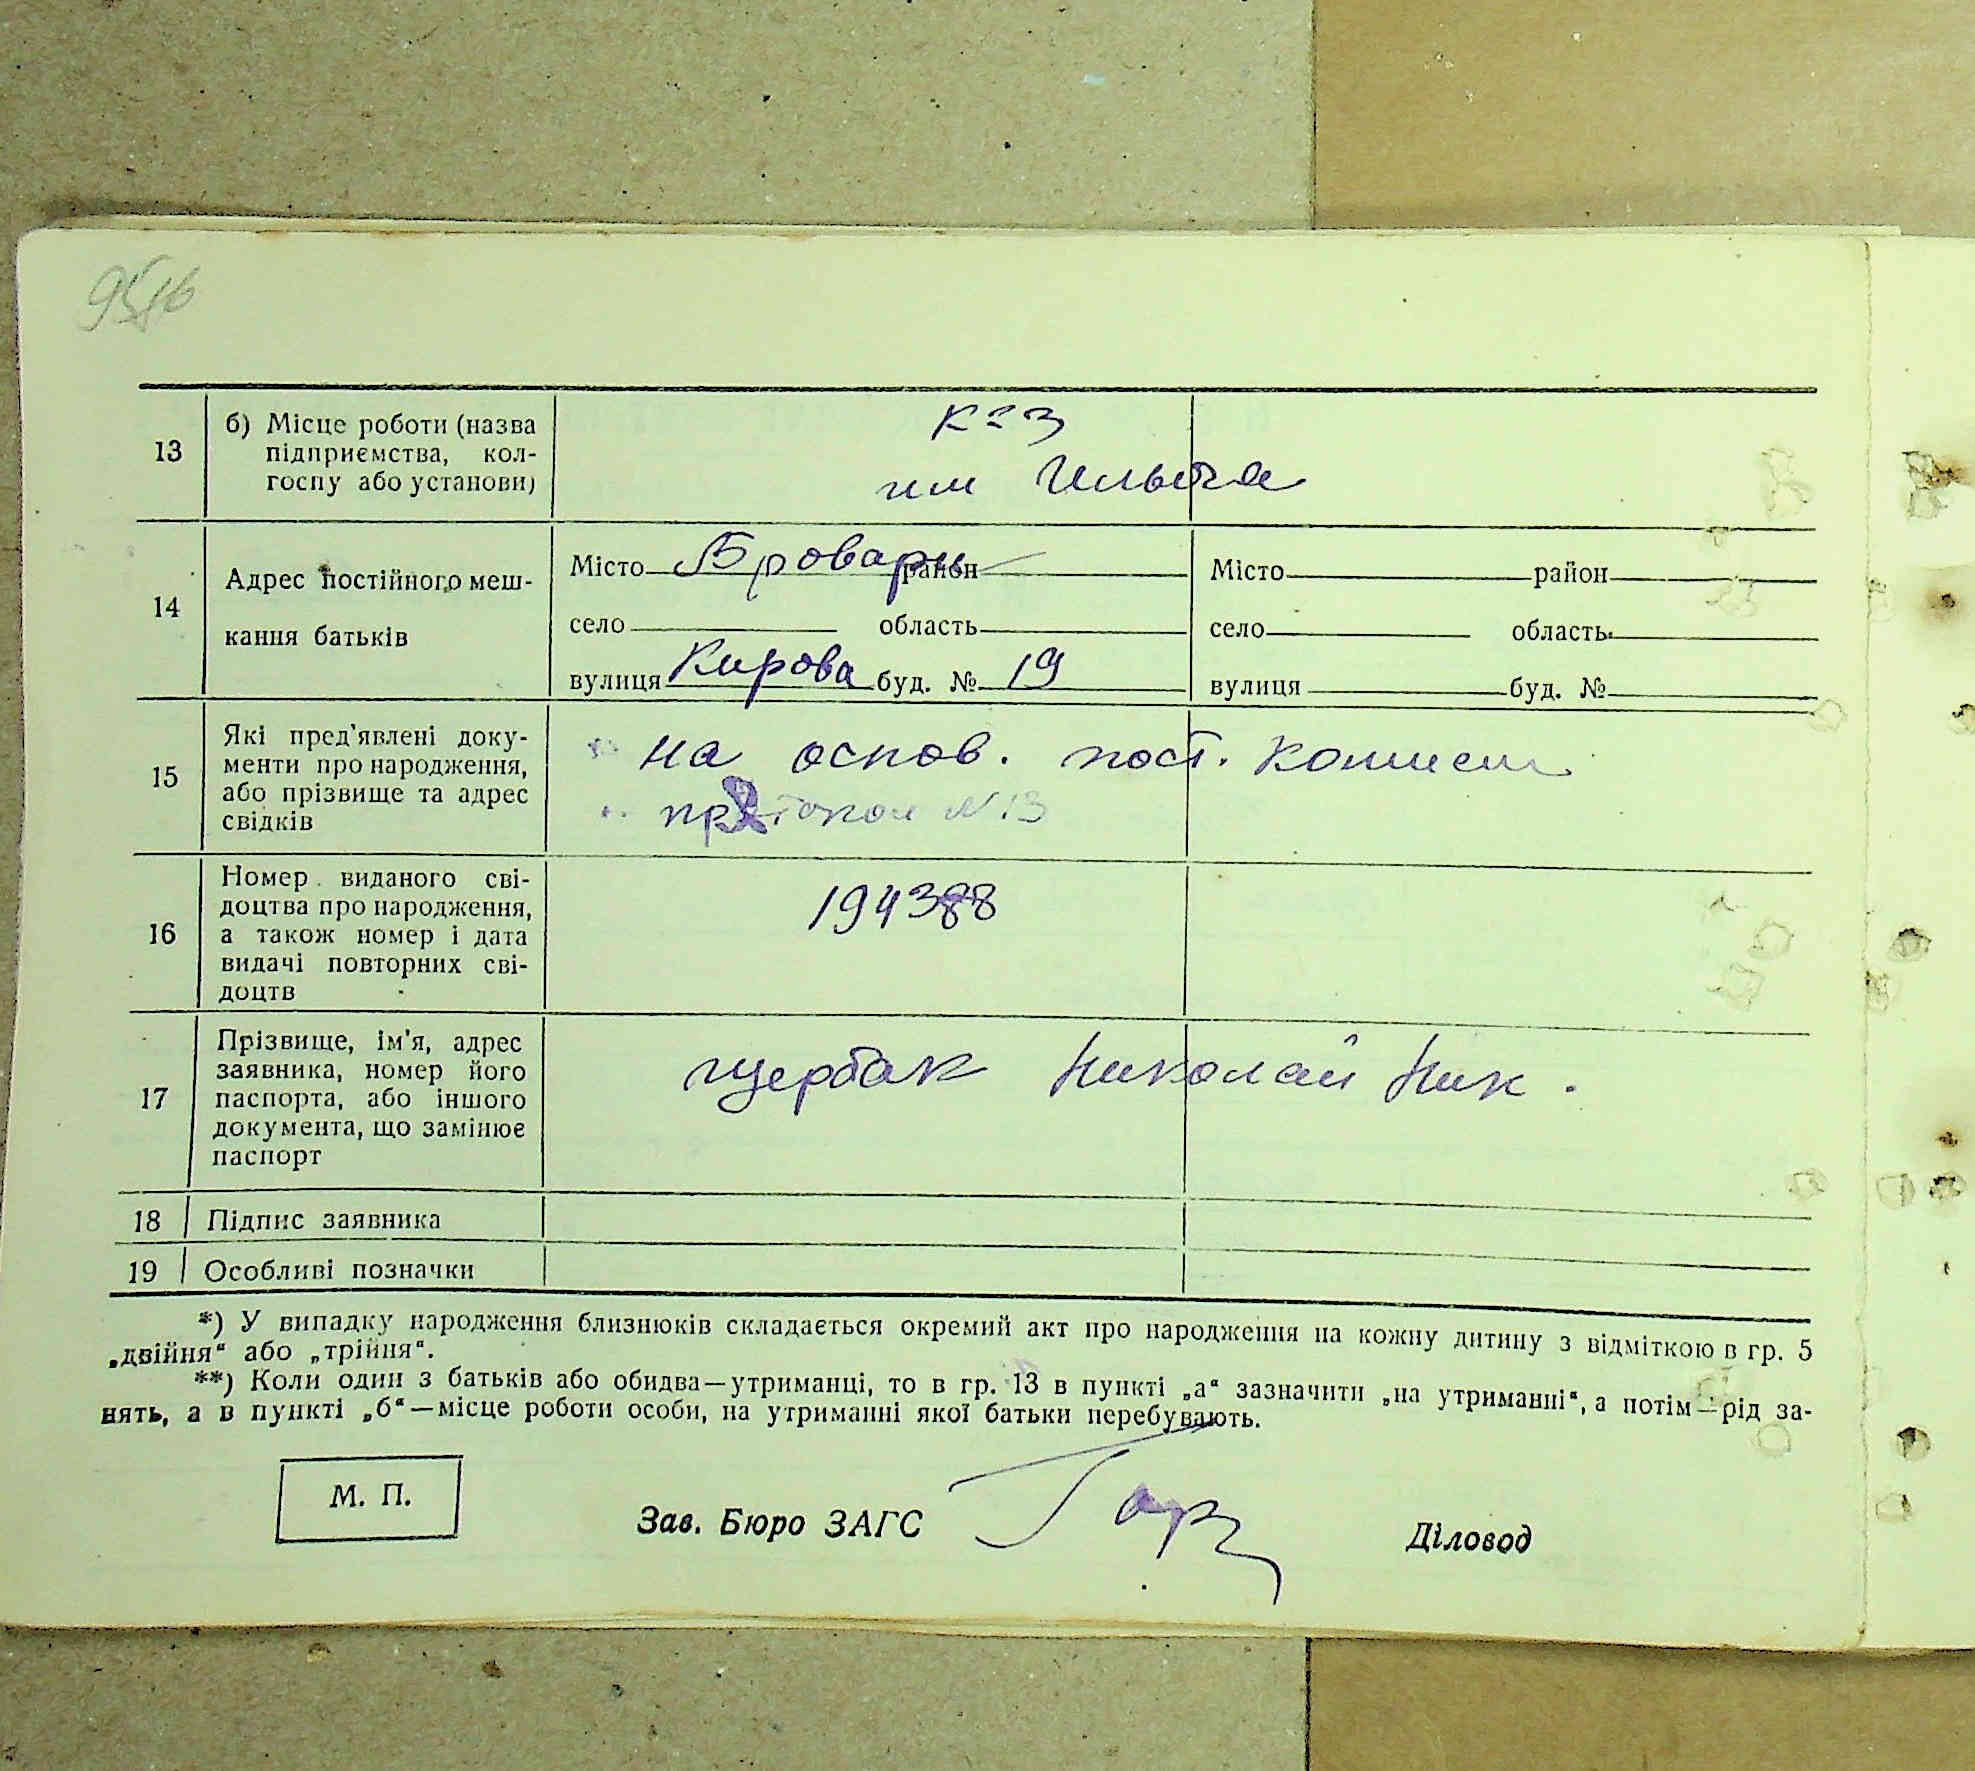 13
б) Місце роботи (назва
підприємства, кол-
госпу або установи)
к-з
им Ильича
14
Адрес постійного меш-
кання батьків
Місто Бровары район
село область
вулиця Кирова буд. № 19
Місто район
село область
вулиця буд. №
15
Які пред'явлені доку-
менти про народження,
або прізвище та адрес
свідків
на основ. пост. комисии
протокол N 13
16
Номер виданого сві-
доцтва про народження,
а також номер і дата
видачі повторних сві-
доцтв
194388
17
Прізвище, ім'я, адрес
заявника, номер його
паспорта, або іншого
документа, що замінює
паспорт
Щербак Николай Ник.
18 Підпис заявника
19 Особливі позначки
*) У випадку народження близнюків складається окремий акт про народження на кожну дитину з відміткою в гр. 5
„двійня“ або „трійня“.
**) Коли один з батьків або обидва—утриманці, то в гр. 13 в пункті „а“ зазначити „на утриманні“, а потім—рід за-
нять, а в пункті „б“—місце роботи особи, на утриманні якої батьки перебувають.
М. П.
Зав. Бюро ЗАГС
Діловод